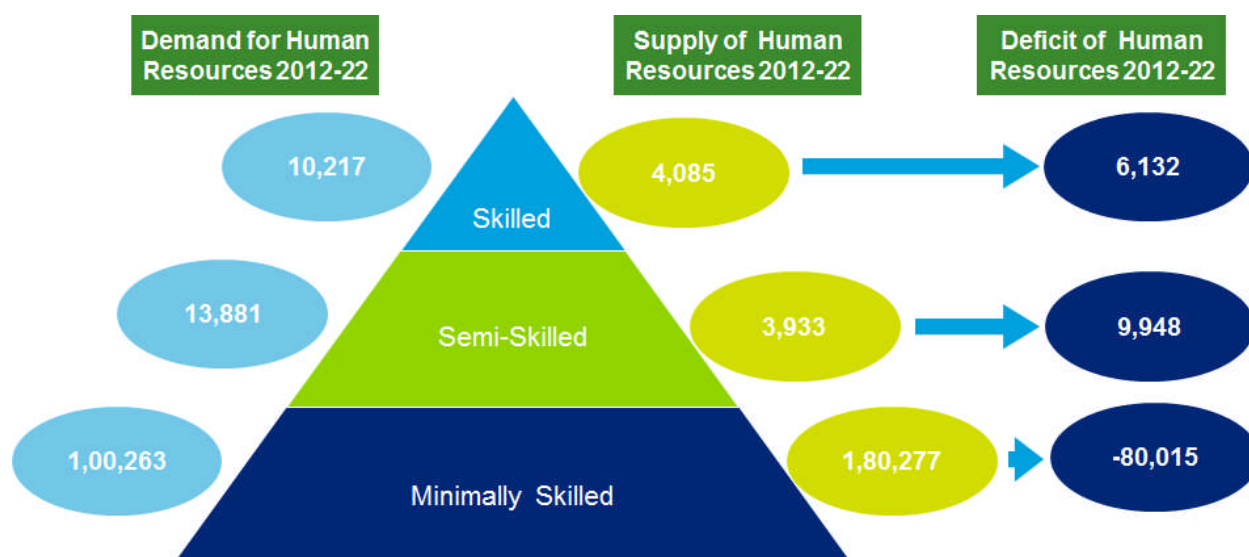 Demand for Human
Resources 2012-22
Supply of Human
Resources 2012-22
Deficit of Human
Resources 2012-22
10,217
Skilled
4,085
6,132
13,881
Semi-Skilled
3,933
9,948
1,00,263
Minimally Skilled
1,80,277
-80,015